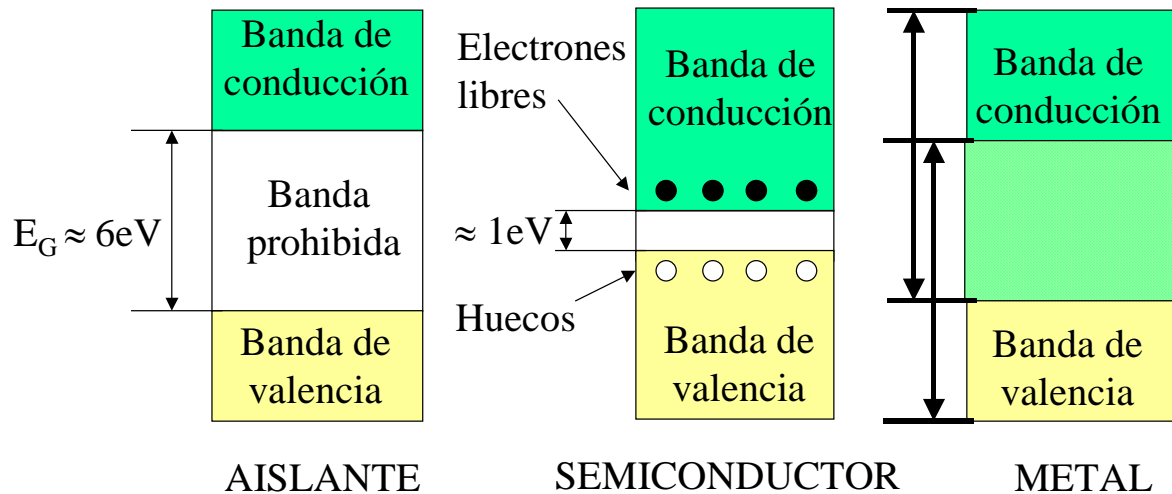 Banda de
conducción
E_G ≈ 6eV
Banda
prohibida
Banda de
valencia
AISLANTE
Electrones
libres
Banda de
conducción
≈ 1eV
Huecos
Banda de
valencia
SEMICONDUCTOR
Banda de
conducción
Banda de
valencia
METAL